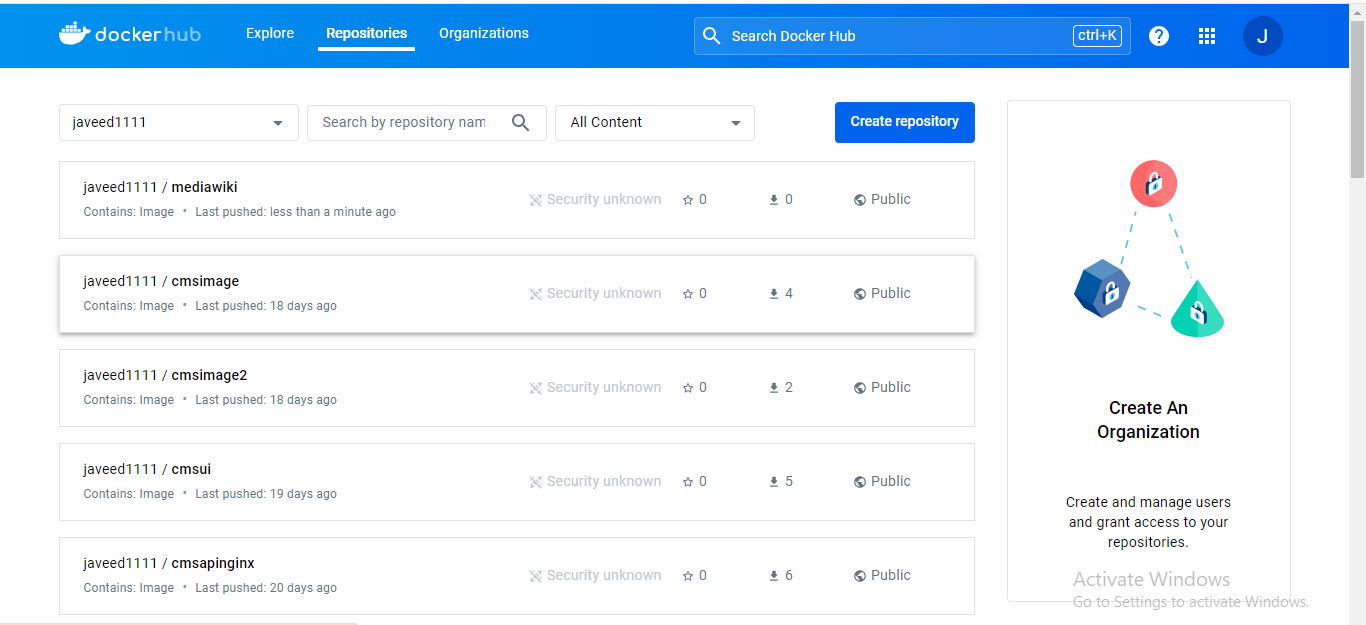 dockerhub
Explore
Repositories
Organizations
Search Docker Hub
ctrl+K
?
J
javeed1111
Search by repository nam
All Content
Create repository
javeed1111 / mediawiki
Contains: Image • Last pushed: less than a minute ago
Security unknown
0
0
Public
javeed1111 / cmsimage
Contains: Image • Last pushed: 18 days ago
Security unknown
0
4
Public
javeed1111 / cmsimage2
Contains: Image • Last pushed: 18 days ago
Security unknown
0
2
Public
javeed1111 / cmsui
Contains: Image • Last pushed: 19 days ago
Security unknown
0
5
Public
javeed1111 / cmsapinginx
Contains: Image • Last pushed: 20 days ago
Security unknown
0
6
Public
Create An
Organization
Create and manage users
and grant access to your
repositories.
Activate Windows
Go to Settings to activate Windows.